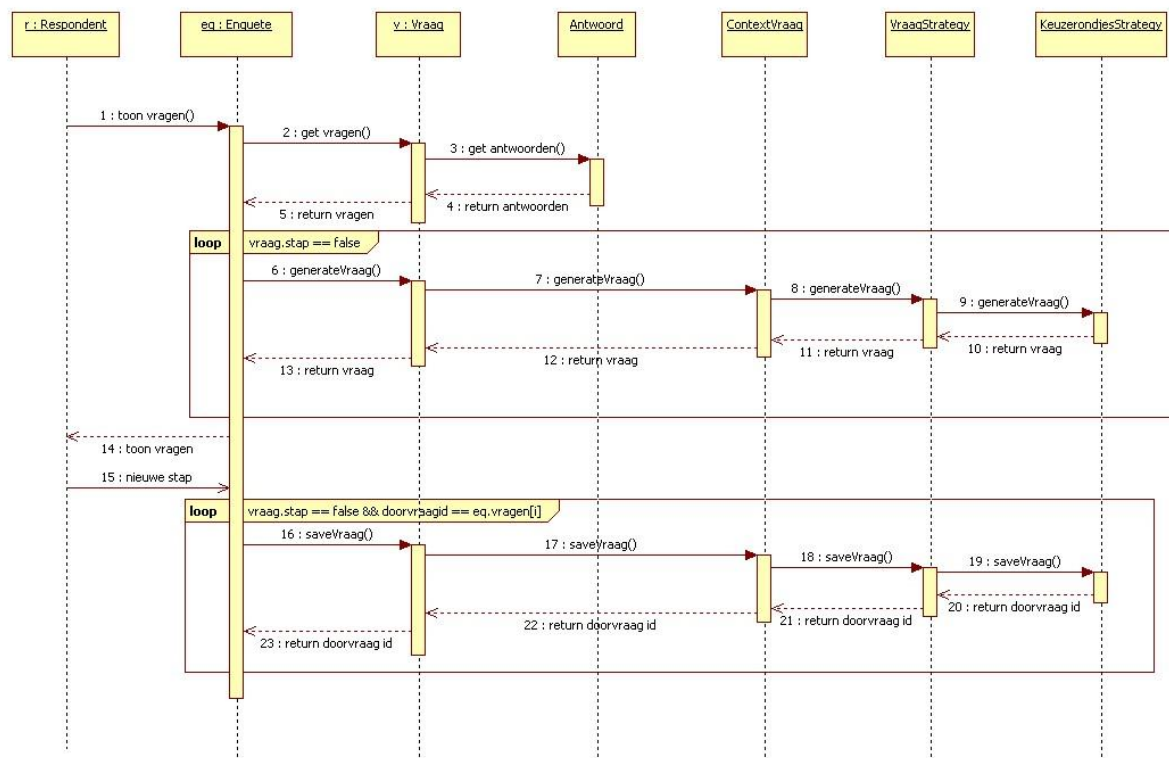 r : Respondent
eq : Enquete
v : Vraag
Antwoord
ContextVraag
VraagStrategy
KeuzerondjesStrategy
1 : toon vragen()
2 : get vragen()
3 : get antwoorden()
4 : return antwoorden
5 : return vragen
loop vraag.stap == false
6 : generateVraag()
7 : generateVraag()
8 : generateVraag()
9 : generateVraag()
10 : return vraag
11 : return vraag
12 : return vraag
13 : return vraag
14 : toon vragen
15 : nieuwe stap
loop vraag.stap == false && doorvraagid == eq.vragen[i]
16 : saveVraag()
17 : saveVraag()
18 : saveVraag()
19 : saveVraag()
20 : return doorvraag id
21 : return doorvraag id
22 : return doorvraag id
23 : return doorvraag id